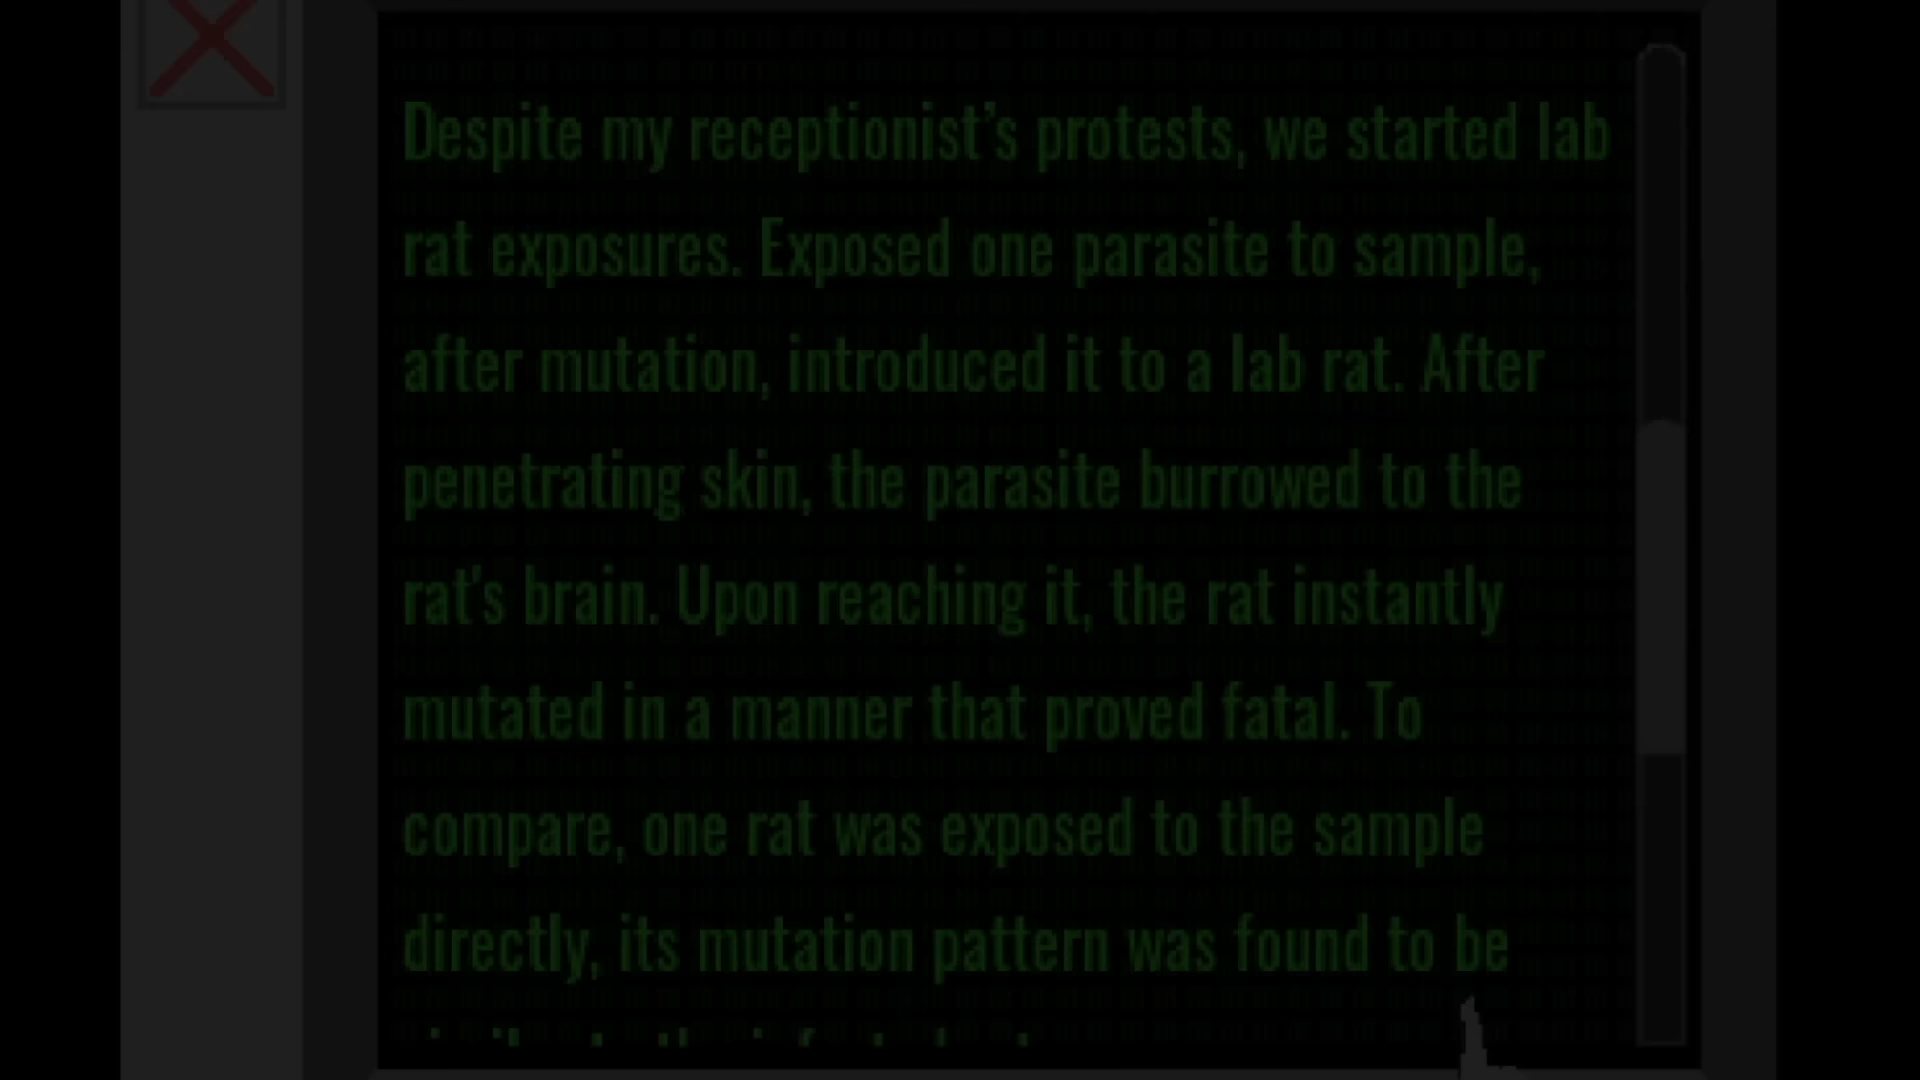 Despite my receptionist’s protests, we started lab
rat exposures. Exposed one parasite to sample,
after mutation, introduced it to a lab rat. After
penetrating skin, the parasite burrowed to the
rat's brain. Upon reaching it, the rat instantly
mutated in a manner that proved fatal. To
compare, one rat was exposed to the sample
directly, its mutation pattern was found to be